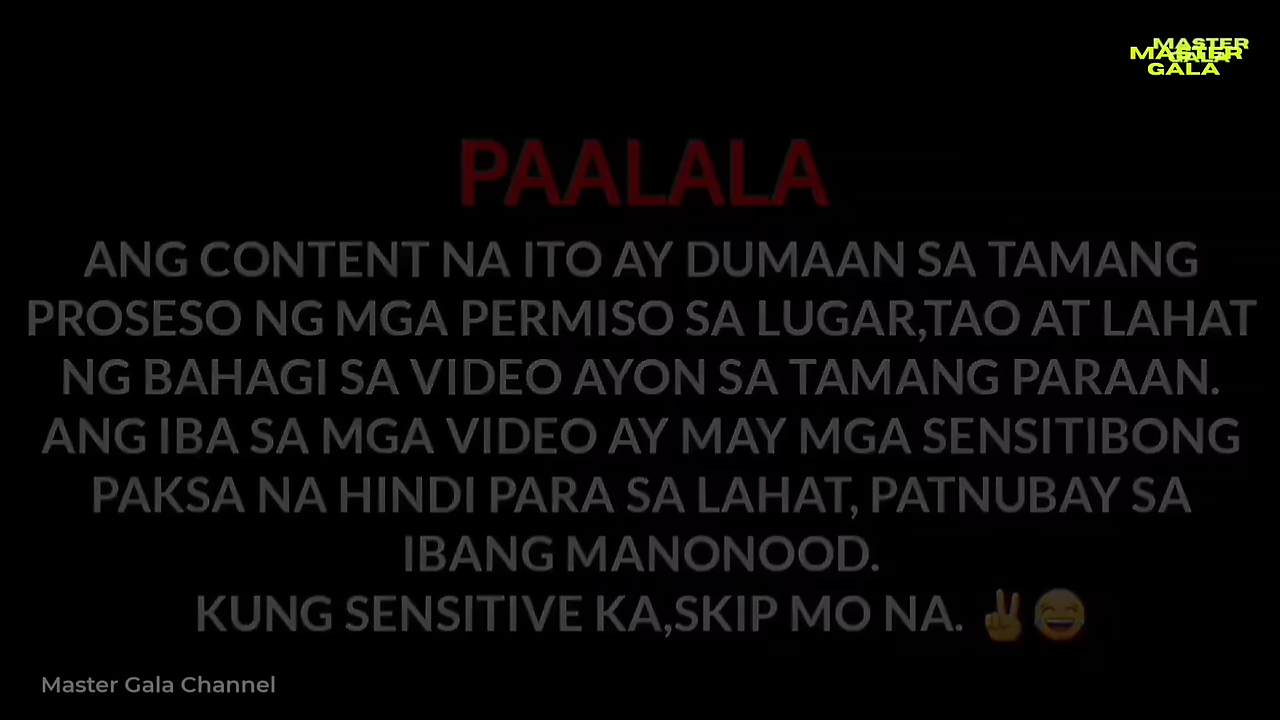 MASTER
GALA
MASTER
GALA
PAALALA
ANG CONTENT NA ITO AY DUMAAN SA TAMANG
PROSESO NG MGA PERMISO SA LUGAR,TAO AT LAHAT
NG BAHAGI SA VIDEO AYON SA TAMANG PARAAN.
ANG IBA SA MGA VIDEO AY MAY MGA SENSITIBONG
PAKSA NA HINDI PARA SA LAHAT, PATNUBAY SA
IBANG MANONOOD.
KUNG SENSITIVE KA,SKIP MO NA. ✌️😂
Master Gala Channel